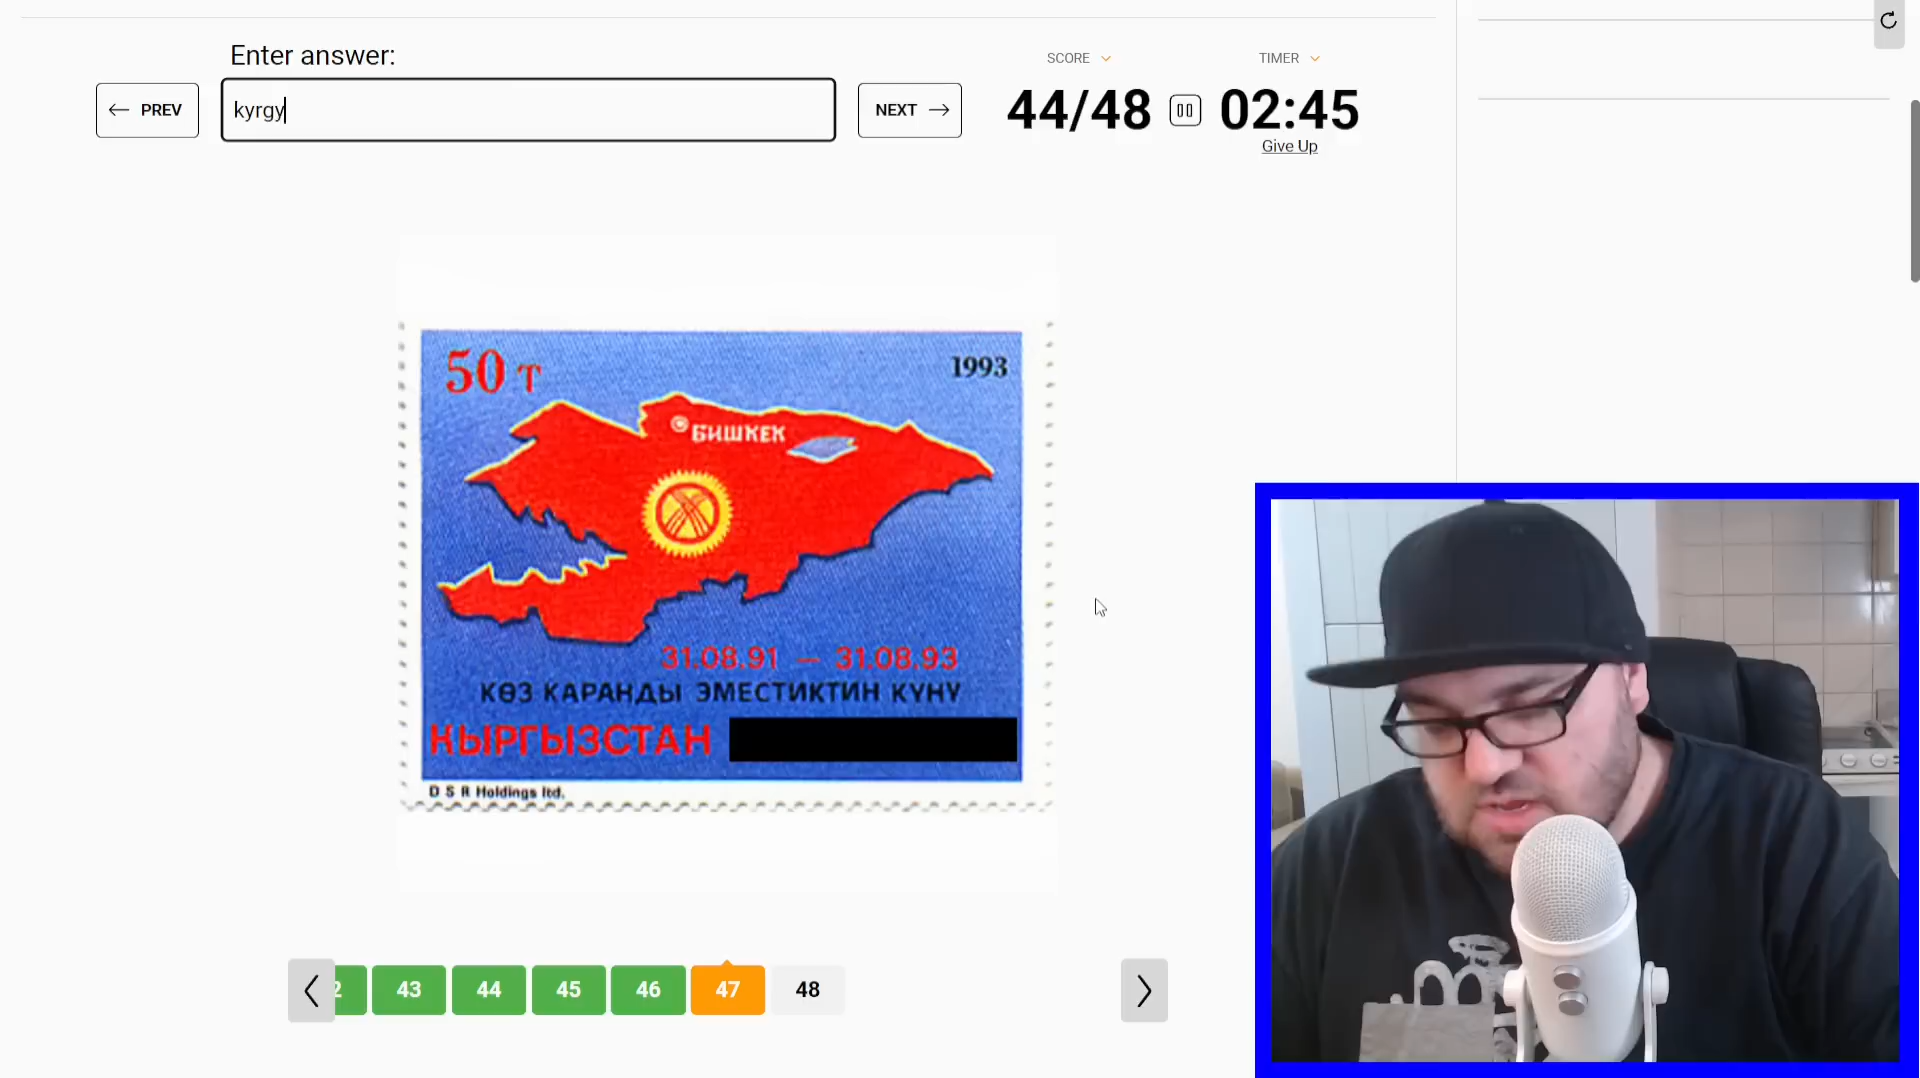 Enter answer:
SCORE
TIMER
← PREV
kyrgy
NEXT →
44/48
02:45
Give Up
50 т
1993
БИШКЕК
31.08.91 — 31.08.93
КӨЗ КАРАНДЫ ЭМЕСТИКТИН КҮНҮ
КЫРГЫЗСТАН
D S R Holdings ltd.
2
43
44
45
46
47
48